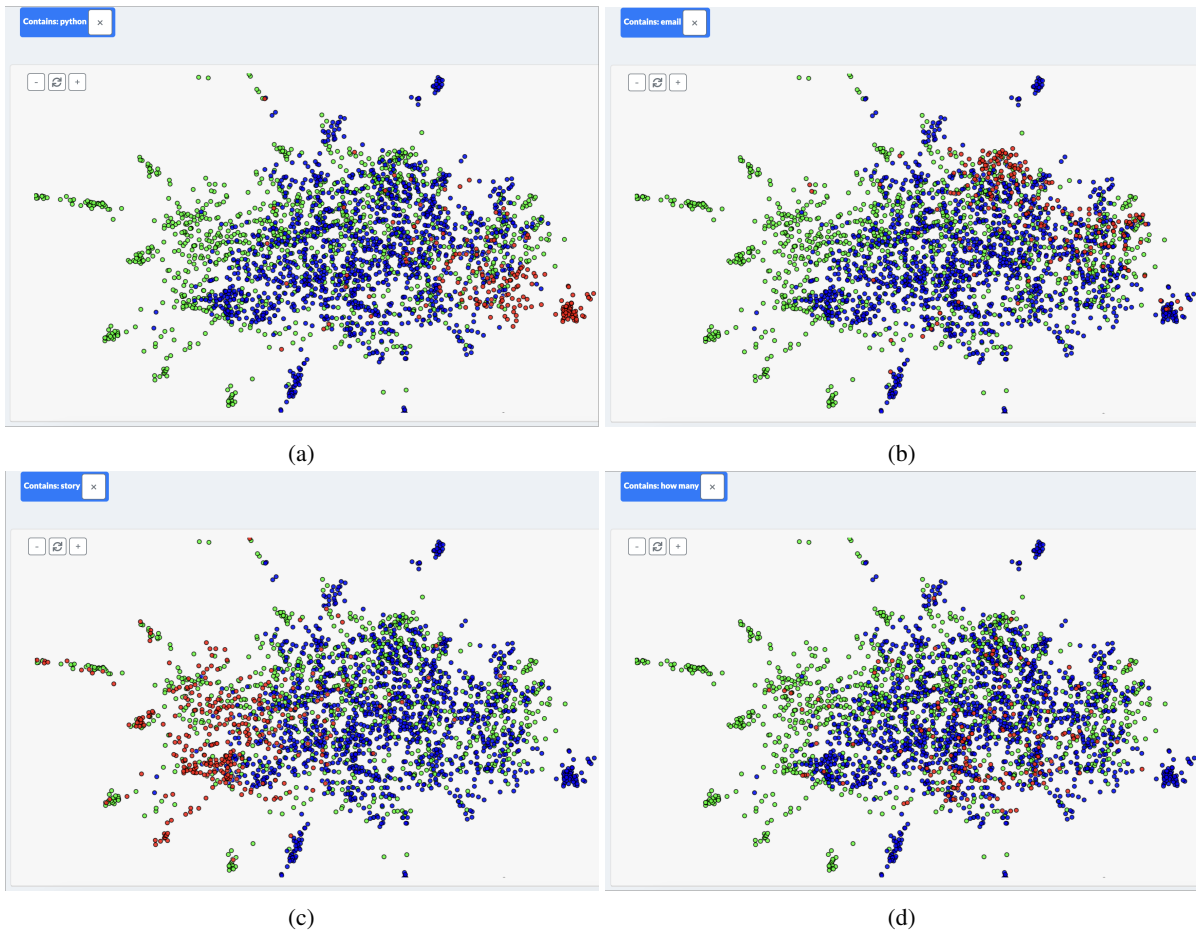 Contains: python ×
Contains: email ×
- +
- +
(a)
(b)
Contains: story ×
Contains: how many ×
- +
- +
(c)
(d)